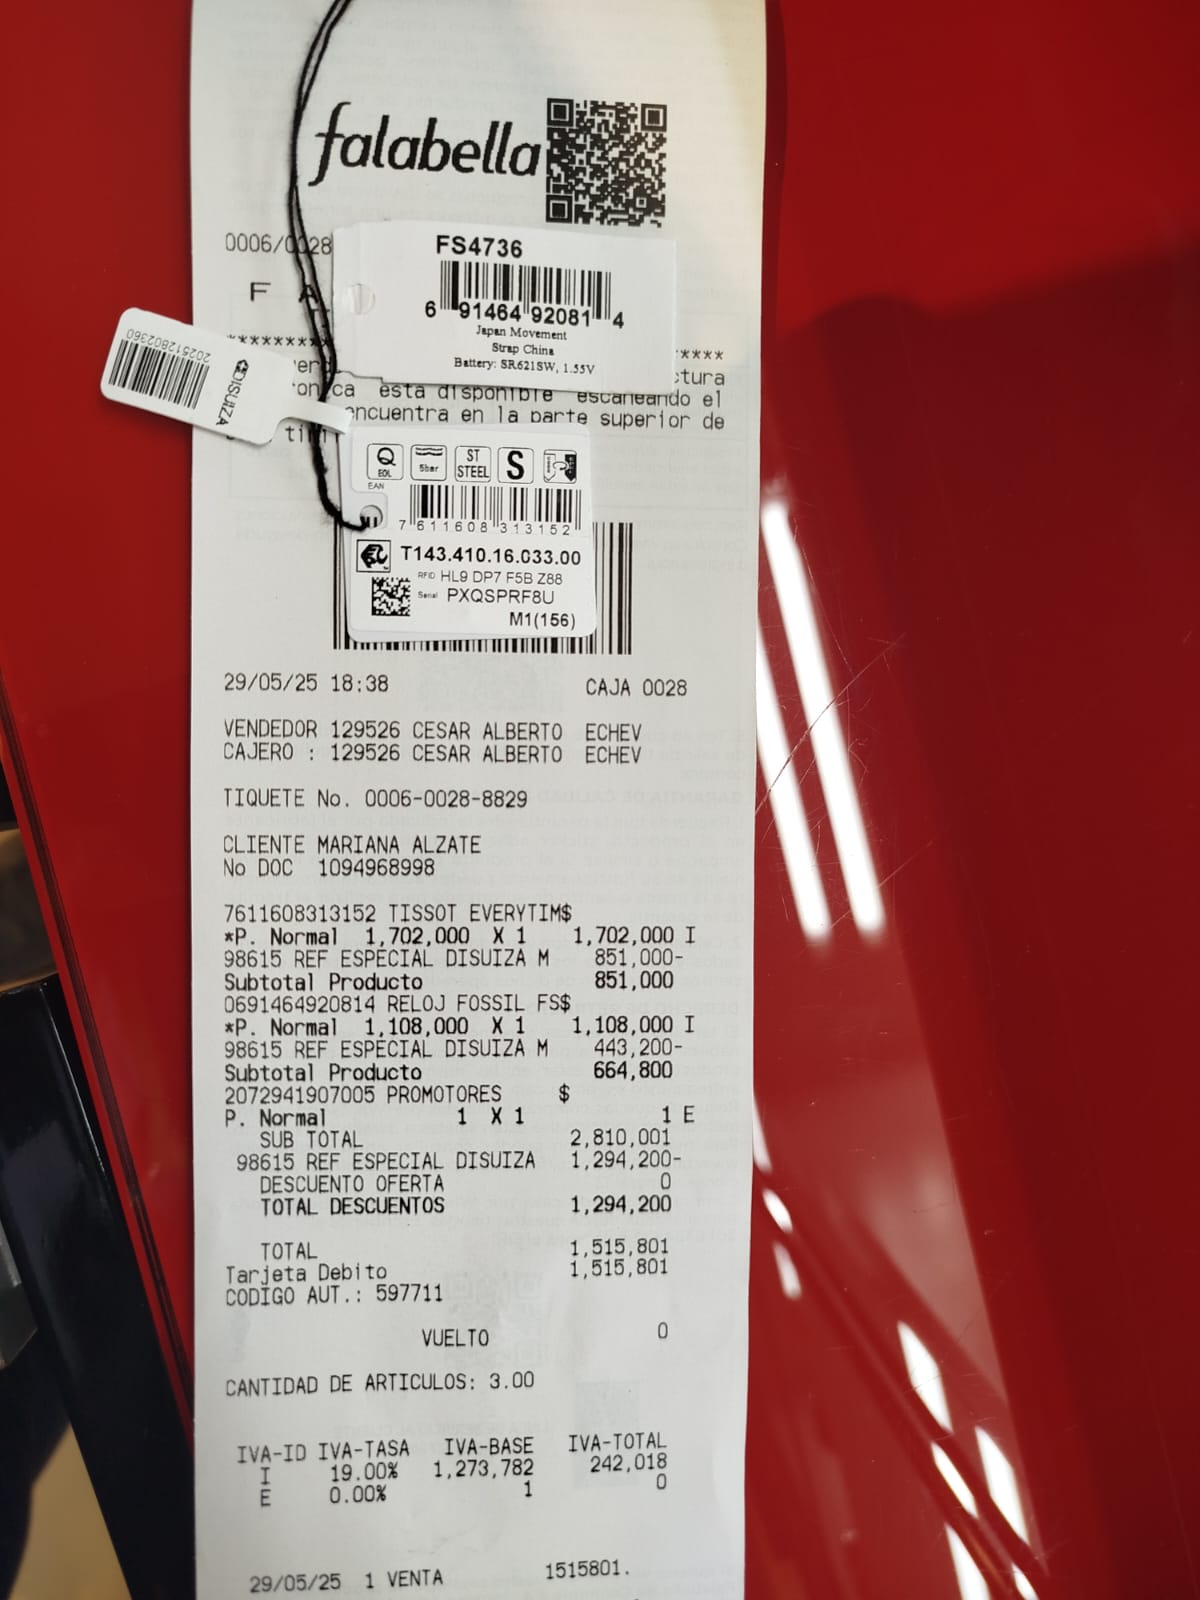 falabella
0006/0028
F A
FS4736
6 91464 92081 4
Japan Movement
Strap China
Battery: SR621SW, 1.55V
202512802360
DISUIZA
********* ****
ctura
ca esta disponible escaneando el
encuentra en la parte superior de
Q
EOL
5bar
ST
STEEL
S
EAN
7 611608 313152
T143.410.16.033.00
RFID HL9 DP7 F5B Z88
Serial PXQSPRF8U
M1(156)
29/05/25 18:38 CAJA 0028
VENDEDOR 129526 CESAR ALBERTO ECHEV
CAJERO : 129526 CESAR ALBERTO ECHEV
TIQUETE No. 0006-0028-8829
CLIENTE MARIANA ALZATE
No DOC 1094968998
7611608313152 TISSOT EVERYTIM$
*P. Normal 1,702,000 X 1 1,702,000 I
98615 REF ESPECIAL DISUIZA M 851,000-
Subtotal Producto 851,000
0691464920814 RELOJ FOSSIL FS$
*P. Normal 1,108,000 X 1 1,108,000 I
98615 REF ESPECIAL DISUIZA M 443,200-
Subtotal Producto 664,800
2072941907005 PROMOTORES $
P. Normal 1 X 1 1 E
SUB TOTAL 2,810,001
98615 REF ESPECIAL DISUIZA 1,294,200-
DESCUENTO OFERTA 0
TOTAL DESCUENTOS 1,294,200
TOTAL 1,515,801
Tarjeta Debito 1,515,801
CODIGO AUT.: 597711
VUELTO 0
CANTIDAD DE ARTICULOS: 3.00
IVA-ID IVA-TASA IVA-BASE IVA-TOTAL
I 19.00% 1,273,782 242,018
E 0.00% 1 0
29/05/25 1 VENTA 1515801.